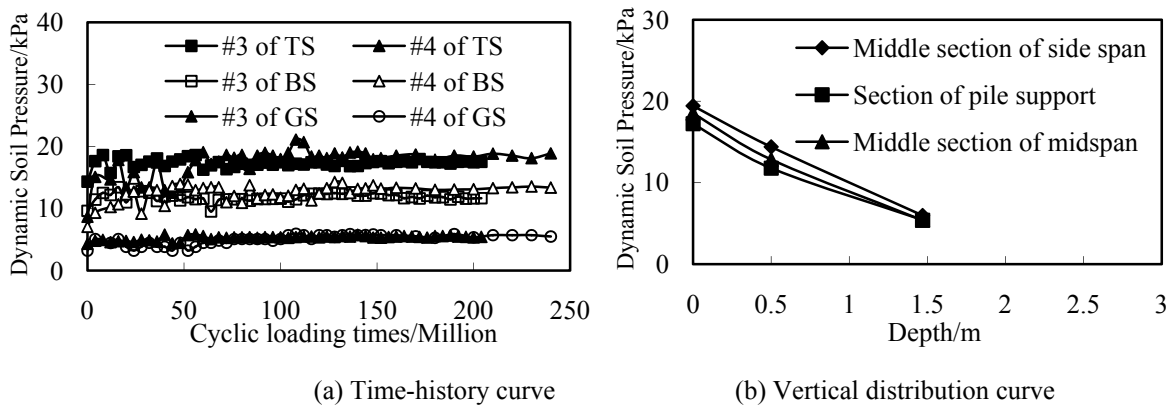 Dynamic Soil Pressure/kPa
40
30
20
10
0
#3 of TS
#4 of TS
#3 of BS
#4 of BS
#3 of GS
#4 of GS
0
50
100
150
200
250
Cyclic loading times/Million
(a) Time-history curve
Dynamic Soil Pressure/kPa
30
20
10
0
Middle section of side span
Section of pile support
Middle section of midspan
0
0.5
1
1.5
2
2.5
3
Depth/m
(b) Vertical distribution curve